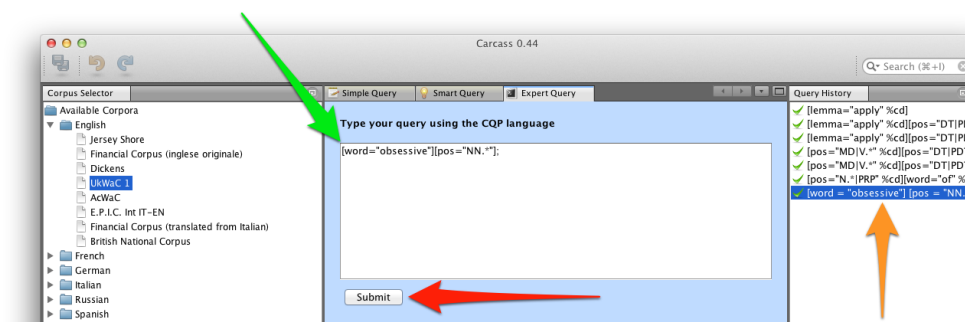 Carcass 0.44
Search (⌘+I)
Corpus Selector
Simple Query
Smart Query
Expert Query
Query History
Available Corpora
English
Jersey Shore
Financial Corpus (inglese originale)
Dickens
UkWaC 1
AcWaC
E.P.I.C. Int IT-EN
Financial Corpus (translated from Italian)
British National Corpus
French
German
Italian
Russian
Spanish
Type your query using the CQP language
[word="obsessive"][pos="NN.*"];
Submit
[lemma="apply" %cd]
[lemma="apply" %cd][pos="DT|P
[lemma="apply" %cd][pos="DT|P
[pos="MD|V.*" %cd][pos="DT|PD
[pos="MD|V.*" %cd][pos="DT|PD
[pos="N.*|PRP" %cd][word="of" %
[word = "obsessive"] [pos = "NN.